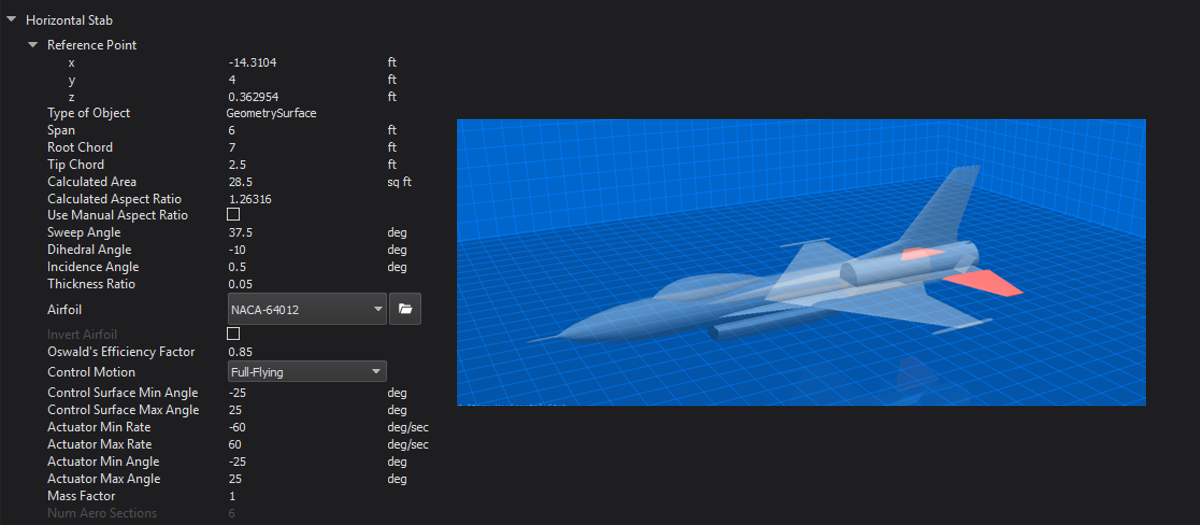 Horizontal Stab
Reference Point
x -14.3104 ft
y 4 ft
z 0.362954 ft
Type of Object GeometrySurface
Span 6 ft
Root Chord 7 ft
Tip Chord 2.5 ft
Calculated Area 28.5 sq ft
Calculated Aspect Ratio 1.26316
Use Manual Aspect Ratio
Sweep Angle 37.5 deg
Dihedral Angle -10 deg
Incidence Angle 0.5 deg
Thickness Ratio 0.05
Airfoil NACA-64012
Invert Airfoil
Oswald's Efficiency Factor 0.85
Control Motion Full-Flying
Control Surface Min Angle -25 deg
Control Surface Max Angle 25 deg
Actuator Min Rate -60 deg/sec
Actuator Max Rate 60 deg/sec
Actuator Min Angle -25 deg
Actuator Max Angle 25 deg
Mass Factor 1
Num Aero Sections 6